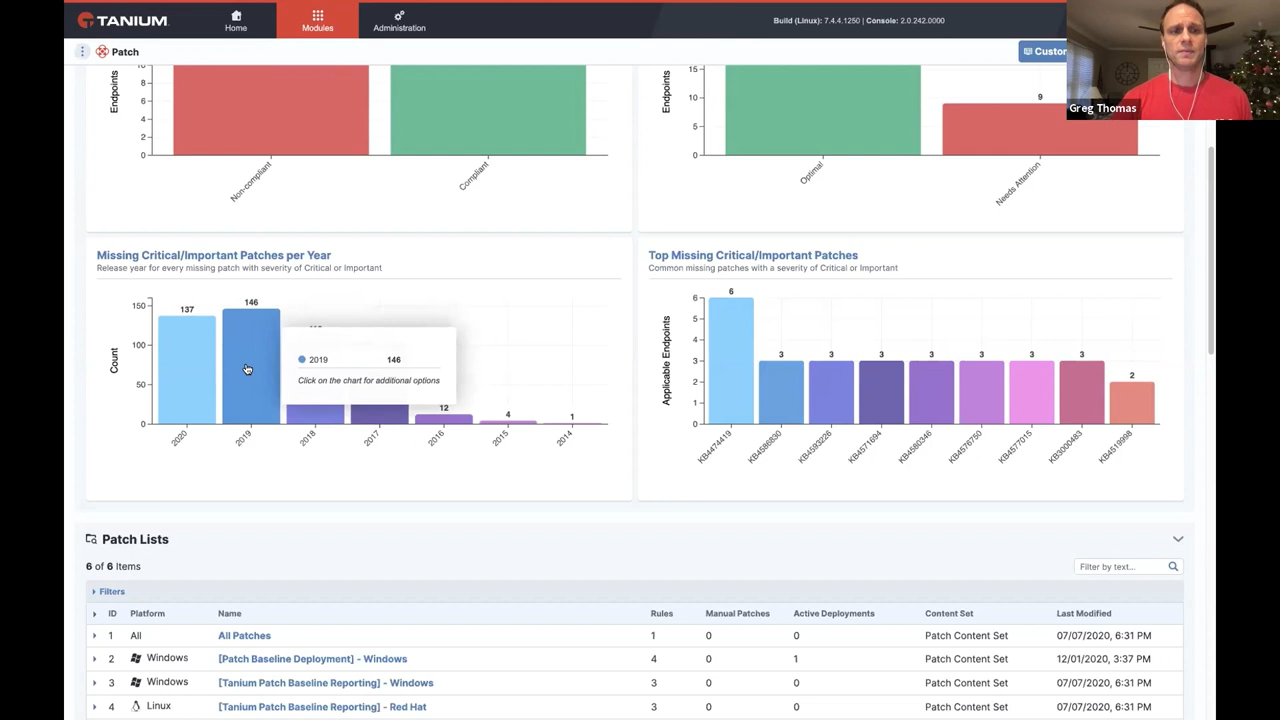 TANIUM
Home
Modules
Administration
Build (Linux): 7.4.4.1250 | Console: 2.0.242.0000
Patch
Custom
Greg Thomas
Endpoints
10
8
6
4
2
0
Non-compliant
Compliant
Endpoints
15
10
5
0
9
Optimal
Needs Attention
Missing Critical/Important Patches per Year
Release year for every missing patch with severity of Critical or Important
Count
150
100
50
0
137
146
12
4
1
2019 146
Click on the chart for additional options
2020
2019
2018
2017
2016
2015
2014
Top Missing Critical/Important Patches
Common missing patches with a severity of Critical or Important
Applicable Endpoints
6
5
4
3
2
1
0
6
3
3
3
3
3
3
3
2
KB4474419
KB4586830
KB4593226
KB4571694
KB4580346
KB4576750
KB4577015
KB3000483
KB4519998
Patch Lists
6 of 6 Items
Filter by text...
Filters
ID Platform Name Rules Manual Patches Active Deployments Content Set Last Modified
1 All All Patches 1 0 0 Patch Content Set 07/07/2020, 6:31 PM
2 Windows [Patch Baseline Deployment] - Windows 4 0 1 Patch Content Set 12/01/2020, 3:37 PM
3 Windows [Tanium Patch Baseline Reporting] - Windows 3 0 0 Patch Content Set 07/07/2020, 6:31 PM
4 Linux [Tanium Patch Baseline Reporting] - Red Hat 3 0 0 Patch Content Set 07/07/2020, 6:31 PM